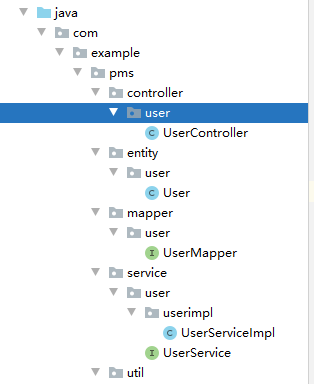 java
com
example
pms
controller
user
UserController
entity
user
User
mapper
user
UserMapper
service
user
userimpl
UserServiceImpl
UserService
util